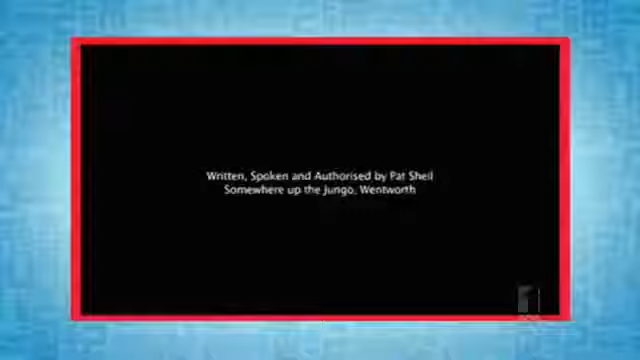 Written, Spoken and Authorised by Pat Sheil
Somewhere up the Jungo, Wentworth